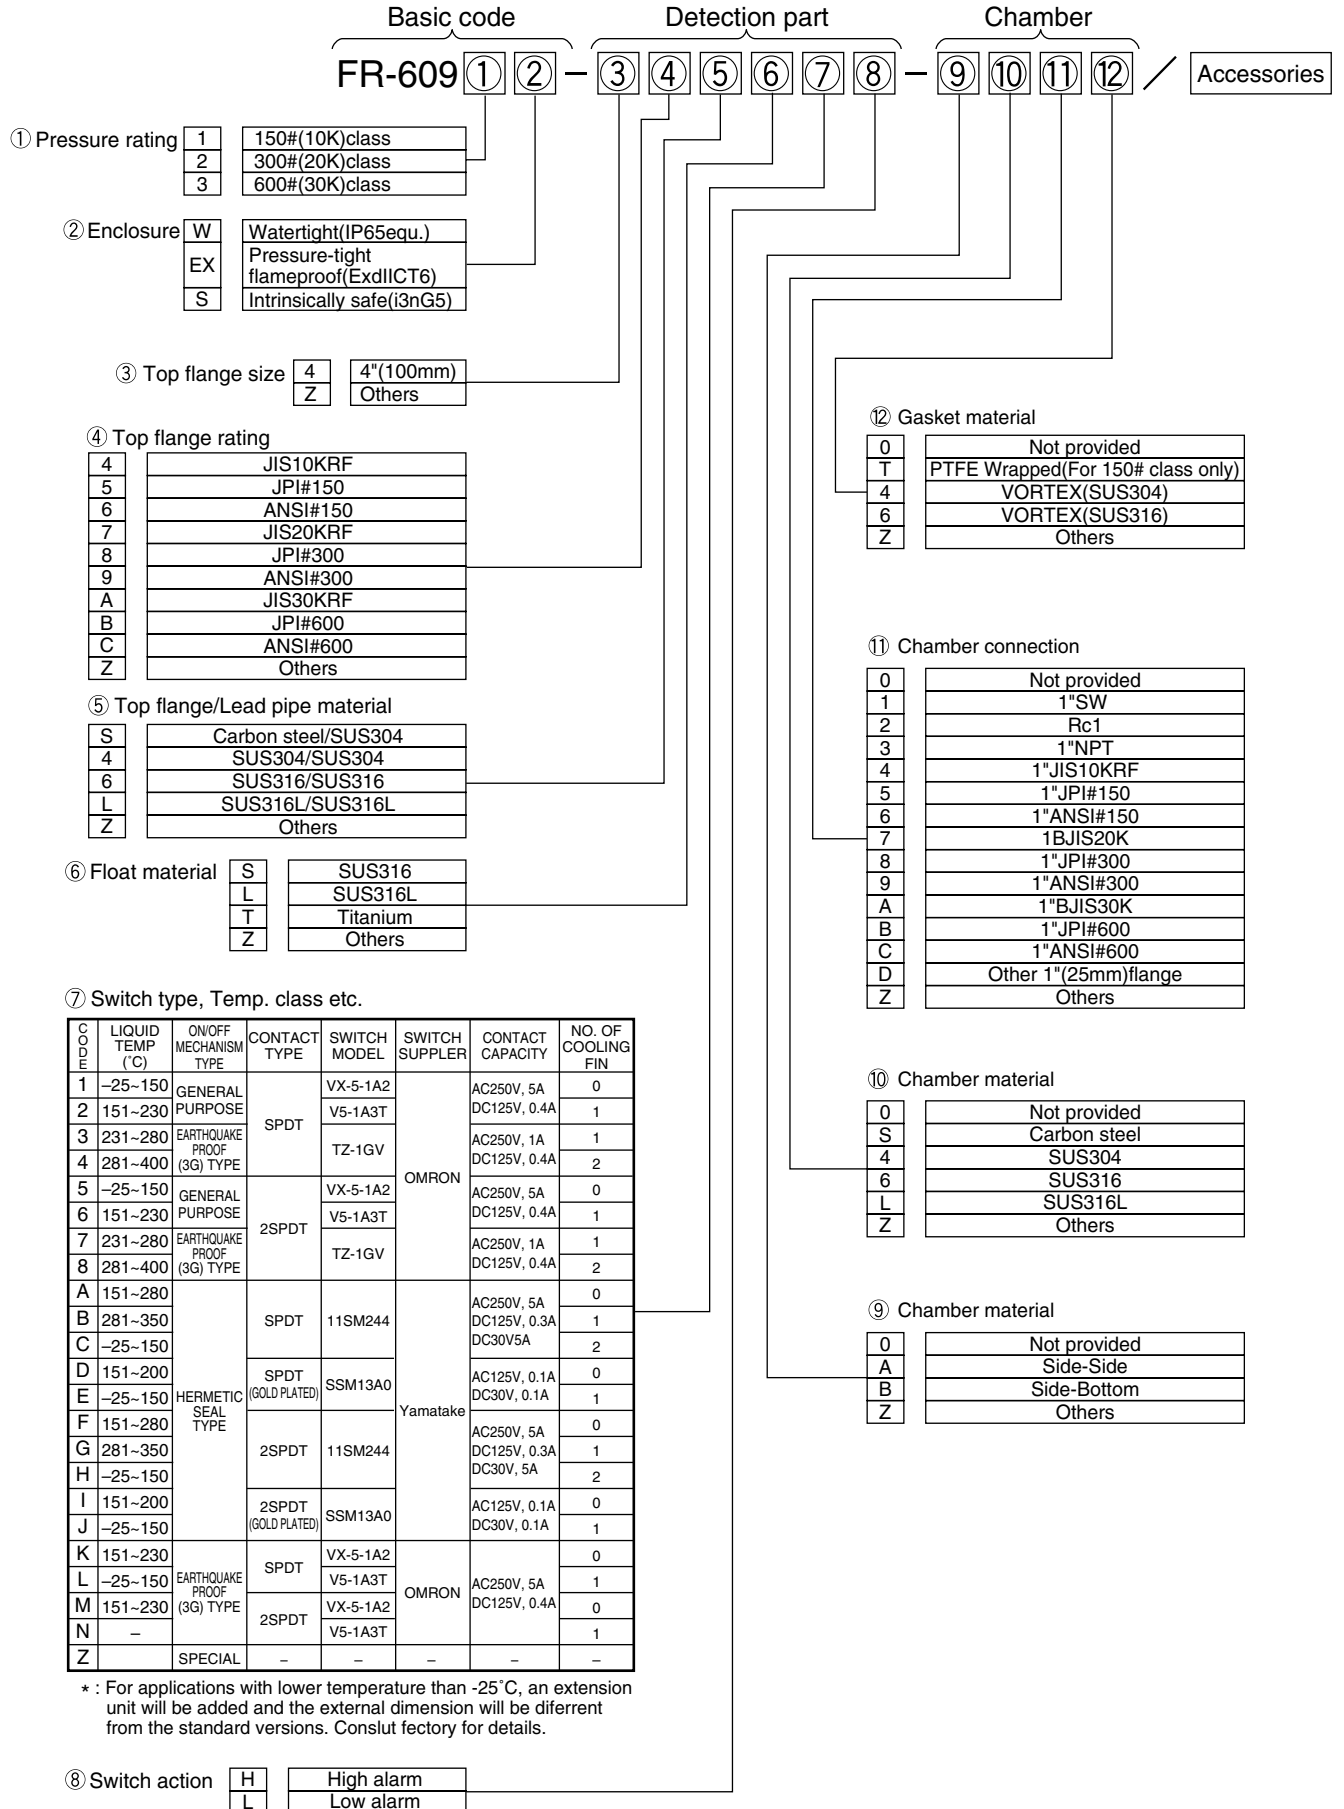 Basic code Detection part Chamber
FR-609 ① ② – ③ ④ ⑤ ⑥ ⑦ ⑧ – ⑨ ⑩ ⑪ ⑫ / Accessories
① Pressure rating
1 150#(10K)class
2 300#(20K)class
3 600#(30K)class
② Enclosure
W Watertight(IP65equ.)
EX Pressure-tight
flameproof(ExdIICT6)
S Intrinsically safe(i3nG5)
③ Top flange size
4 4"(100mm)
Z Others
④ Top flange rating
4 JIS10KRF
5 JPI#150
6 ANSI#150
7 JIS20KRF
8 JPI#300
9 ANSI#300
A JIS30KRF
B JPI#600
C ANSI#600
Z Others
⑤ Top flange/Lead pipe material
S Carbon steel/SUS304
4 SUS304/SUS304
6 SUS316/SUS316
L SUS316L/SUS316L
Z Others
⑥ Float material
S SUS316
L SUS316L
T Titanium
Z Others
⑦ Switch type, Temp. class etc.
CODE LIQUID TEMP (˚C) ON/OFF MECHANISM TYPE CONTACT TYPE SWITCH MODEL SWITCH SUPPLER CONTACT CAPACITY NO. OF COOLING FIN
1 –25~150 GENERAL PURPOSE SPDT VX-5-1A2 OMRON AC250V, 5A DC125V, 0.4A 0
2 151~230 V5-1A3T 1
3 231~280 EARTHQUAKE PROOF (3G) TYPE TZ-1GV AC250V, 1A DC125V, 0.4A 1
4 281~400 2
5 –25~150 GENERAL PURPOSE 2SPDT VX-5-1A2 AC250V, 5A DC125V, 0.4A 0
6 151~230 V5-1A3T 1
7 231~280 EARTHQUAKE PROOF (3G) TYPE TZ-1GV AC250V, 1A DC125V, 0.4A 1
8 281~400 2
A 151~280 HERMETIC SEAL TYPE SPDT 11SM244 Yamatake AC250V, 5A DC125V, 0.3A DC30V5A 0
B 281~350 1
C –25~150 2
D 151~200 SPDT (GOLD PLATED) SSM13A0 AC125V, 0.1A DC30V, 0.1A 0
E –25~150 1
F 151~280 2SPDT 11SM244 AC250V, 5A DC125V, 0.3A DC30V, 5A 0
G 281~350 1
H –25~150 2
I 151~200 2SPDT (GOLD PLATED) SSM13A0 AC125V, 0.1A DC30V, 0.1A 0
J –25~150 1
K 151~230 EARTHQUAKE PROOF (3G) TYPE SPDT VX-5-1A2 OMRON AC250V, 5A DC125V, 0.4A 0
L –25~150 V5-1A3T 1
M 151~230 2SPDT VX-5-1A2 0
N – V5-1A3T 1
Z SPECIAL – – – – –
* : For applications with lower temperature than -25˚C, an extension
unit will be added and the external dimension will be diferrent
from the standard versions. Conslut fectory for details.
⑧ Switch action
H High alarm
L Low alarm
⑫ Gasket material
0 Not provided
T PTFE Wrapped(For 150# class only)
4 VORTEX(SUS304)
6 VORTEX(SUS316)
Z Others
⑪ Chamber connection
0 Not provided
1 1"SW
2 Rc1
3 1"NPT
4 1"JIS10KRF
5 1"JPI#150
6 1"ANSI#150
7 1BJIS20K
8 1"JPI#300
9 1"ANSI#300
A 1"BJIS30K
B 1"JPI#600
C 1"ANSI#600
D Other 1"(25mm)flange
Z Others
⑩ Chamber material
0 Not provided
S Carbon steel
4 SUS304
6 SUS316
L SUS316L
Z Others
⑨ Chamber material
0 Not provided
A Side-Side
B Side-Bottom
Z Others